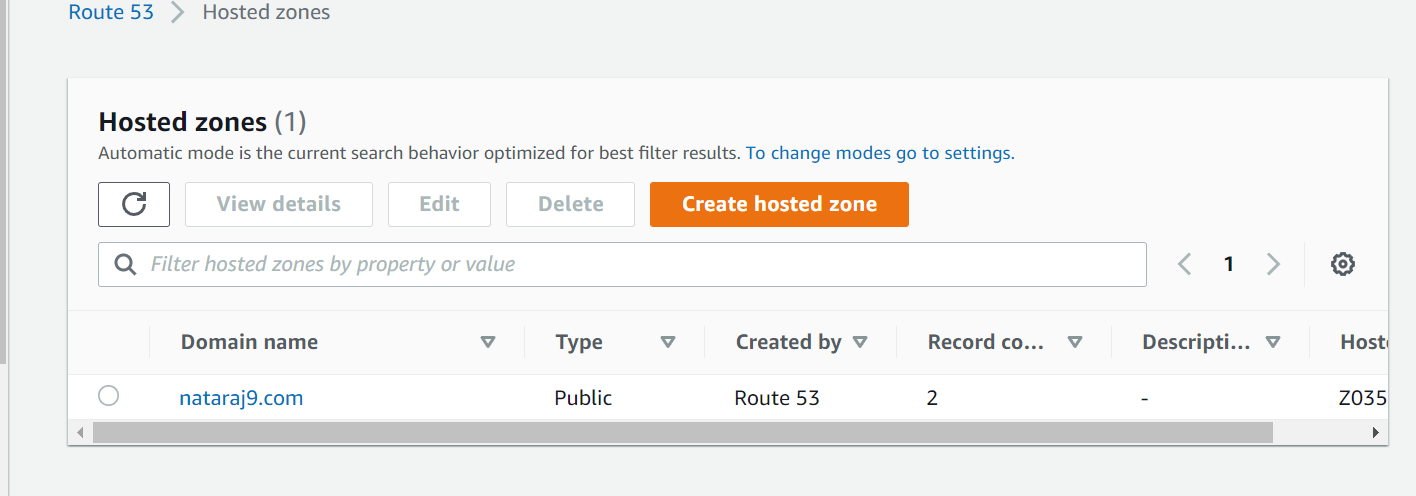 Route 53 > Hosted zones
Hosted zones (1)
Automatic mode is the current search behavior optimized for best filter results. To change modes go to settings.
View details Edit Delete Create hosted zone
Filter hosted zones by property or value 1
Domain name Type Created by Record co... Descripti... Host
nataraj9.com Public Route 53 2 - Z035